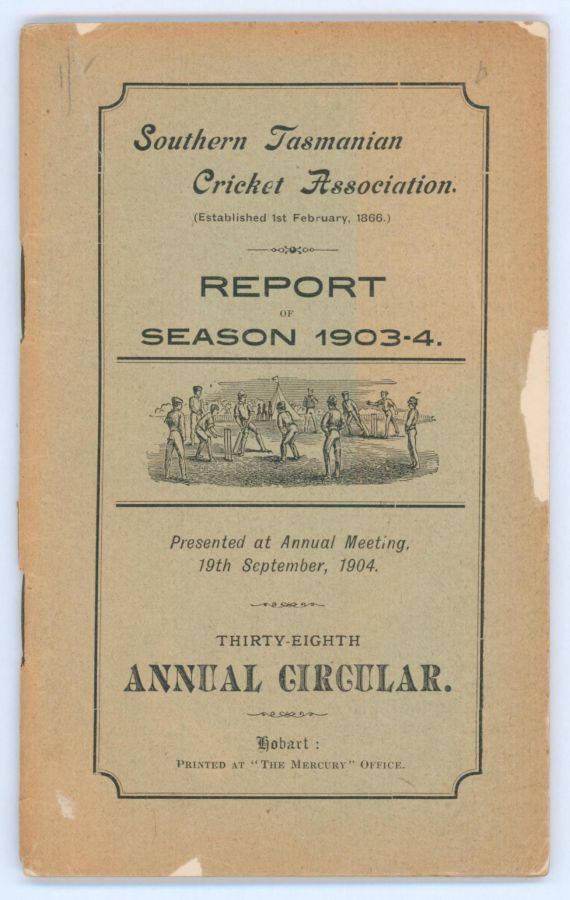 Southern Tasmanian
Cricket Association.
(Established 1st February, 1866.)
REPORT
OF
SEASON 1903-4.
Presented at Annual Meeting,
19th September, 1904.
THIRTY-EIGHTH
ANNUAL CIRCULAR.
Hobart :
PRINTED AT "THE MERCURY" OFFICE.